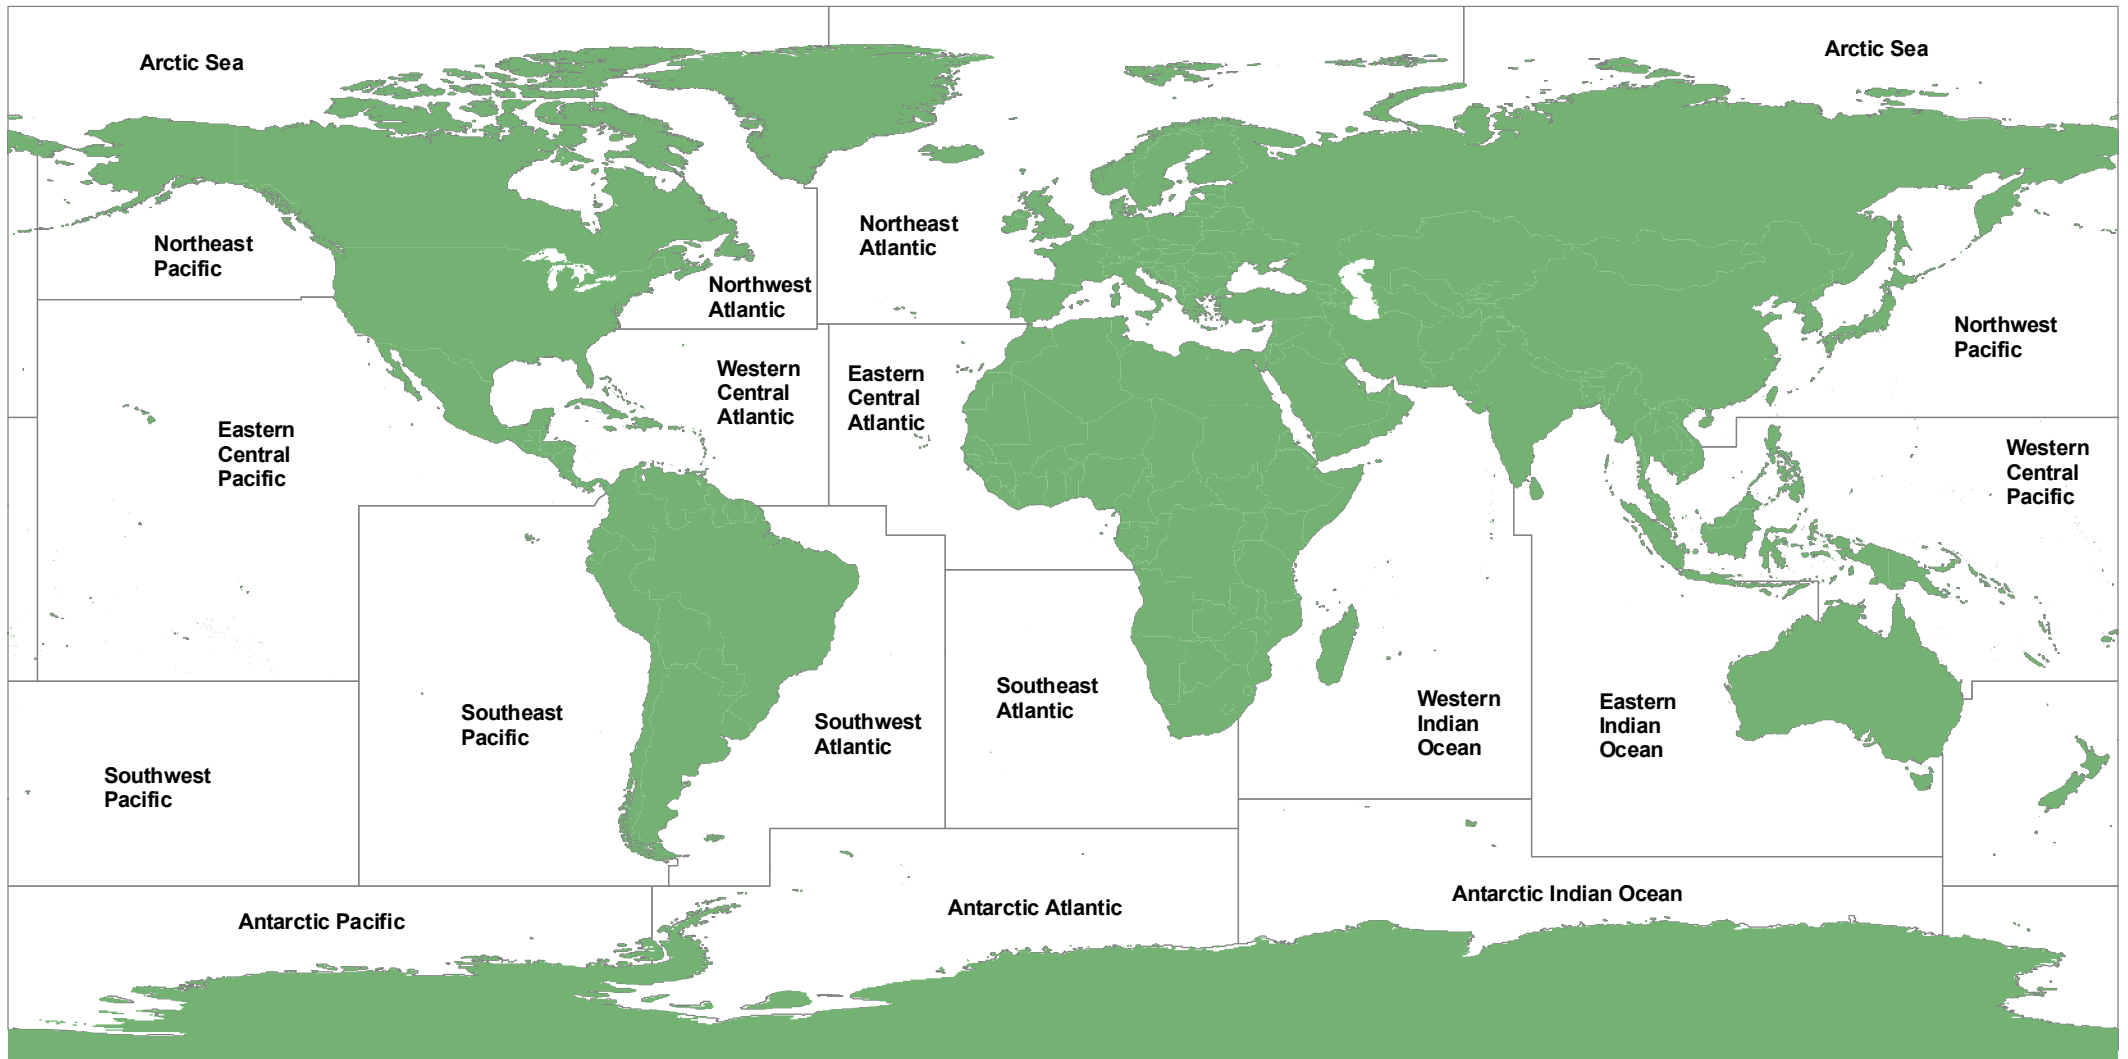 Arctic Sea
Arctic Sea
Northeast
Pacific
Northeast
Atlantic
Northwest
Atlantic
Northwest
Pacific
Western
Central
Atlantic
Eastern
Central
Atlantic
Eastern
Central
Pacific
Western
Central
Pacific
Southeast
Pacific
Southwest
Atlantic
Southeast
Atlantic
Western
Indian
Ocean
Eastern
Indian
Ocean
Southwest
Pacific
Antarctic Pacific
Antarctic Atlantic
Antarctic Indian Ocean